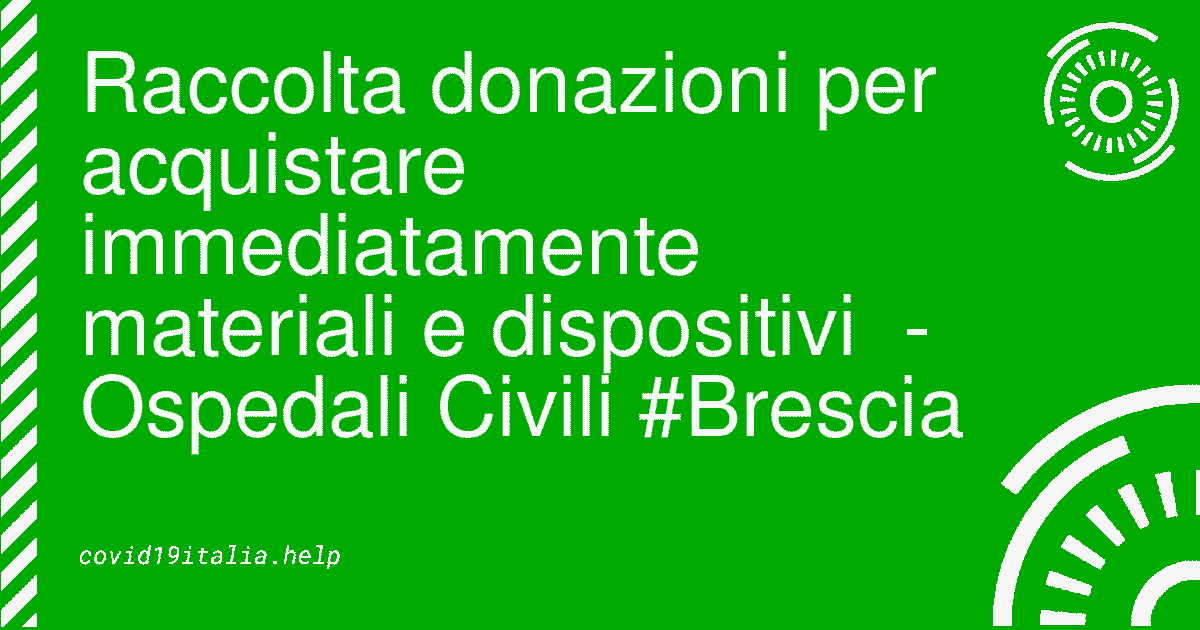 Raccolta donazioni per
acquistare
immediatamente
materiali e dispositivi  -
Ospedali Civili #Brescia
covid19italia.help